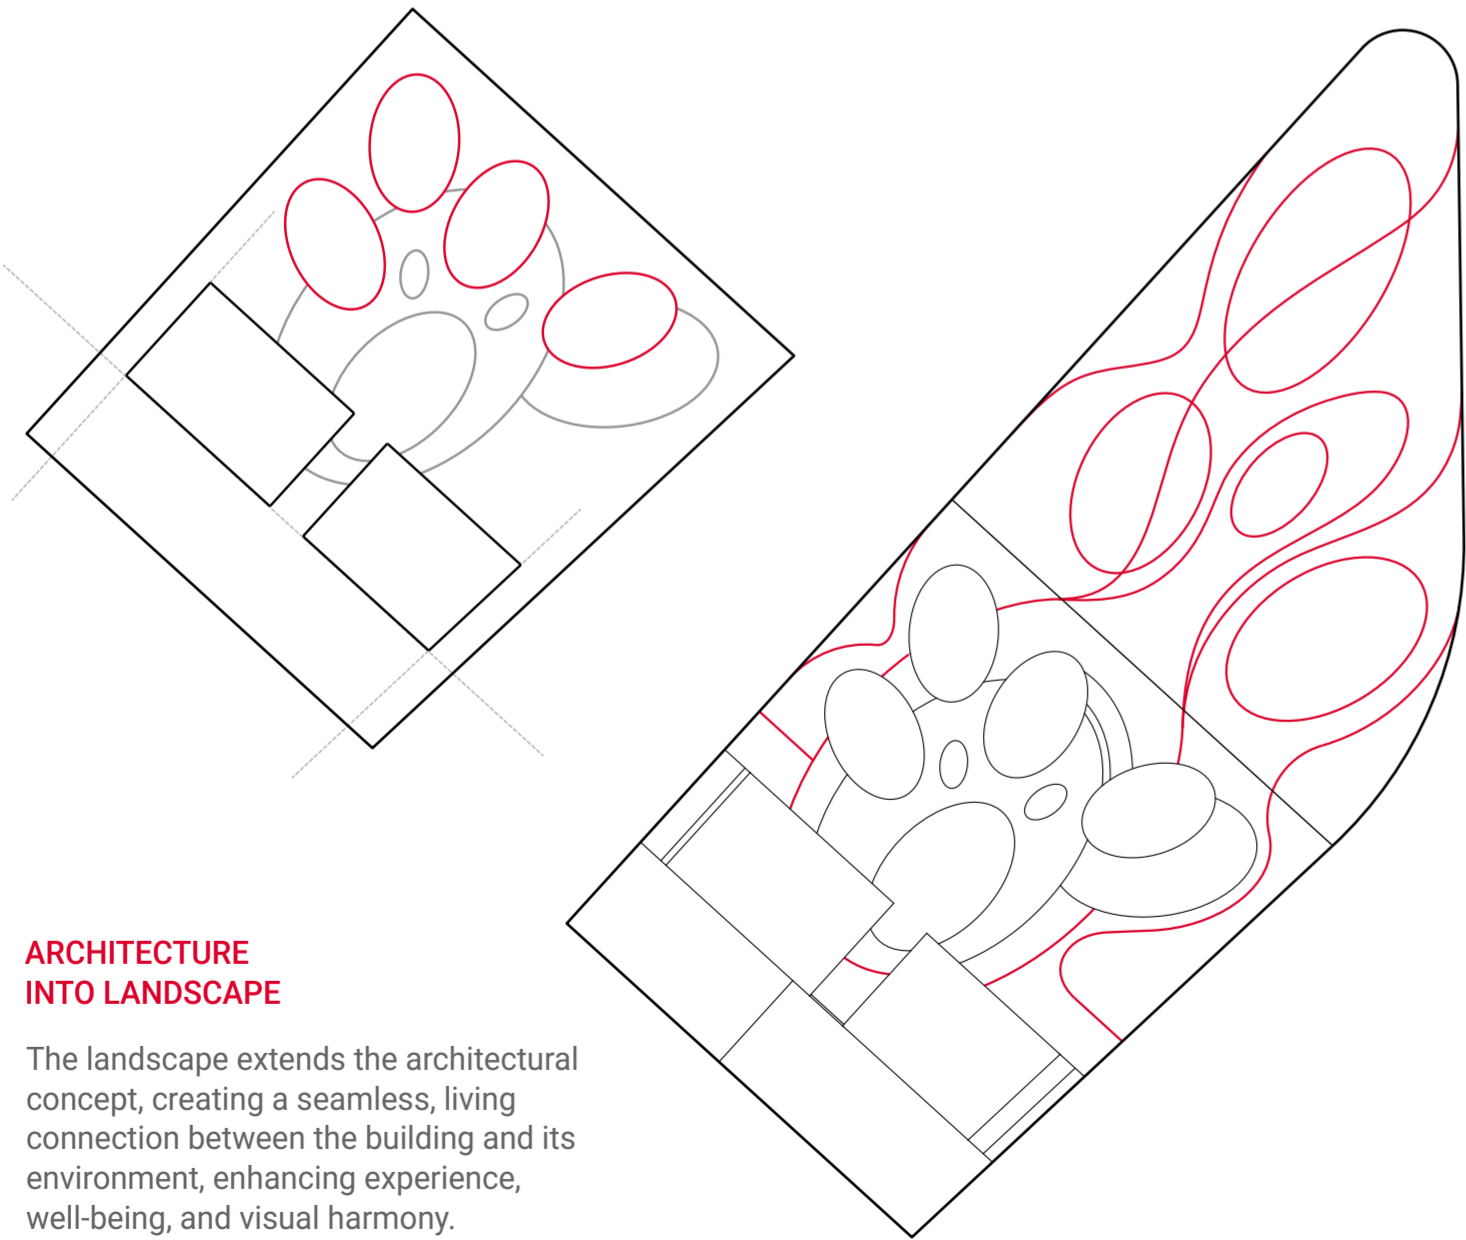 ARCHITECTURE
INTO LANDSCAPE
The landscape extends the architectural
concept, creating a seamless, living
connection between the building and its
environment, enhancing experience,
well-being, and visual harmony.